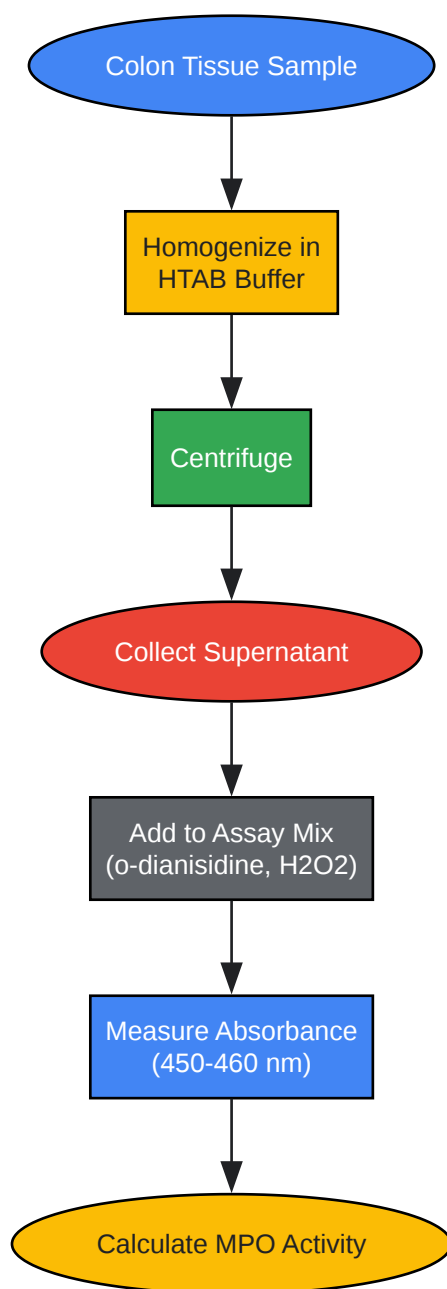 Colon Tissue Sample
Homogenize in
HTAB Buffer
Centrifuge
Collect Supernatant
Add to Assay Mix
(o-dianisidine, H2O2)
Measure Absorbance
(450-460 nm)
Calculate MPO Activity